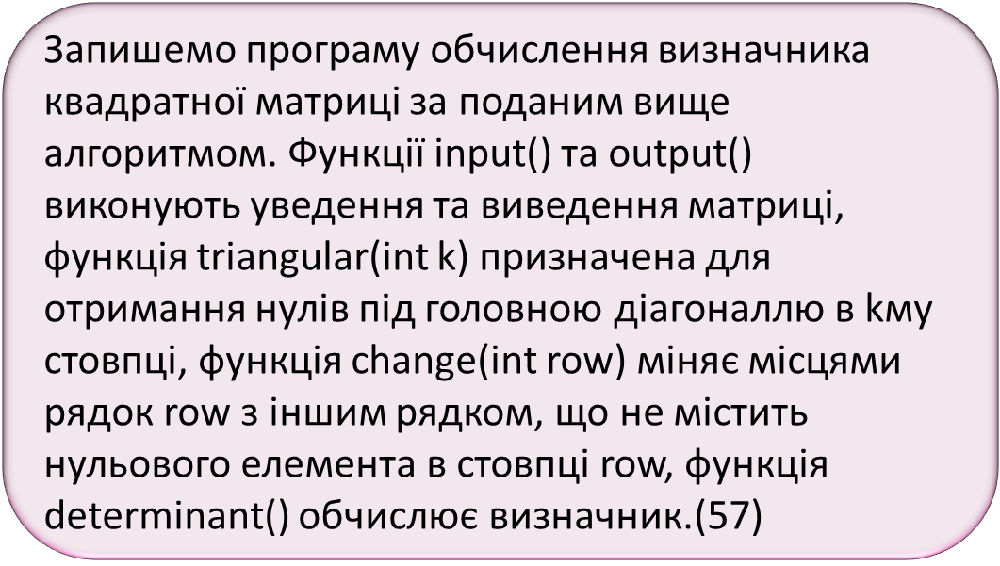 Запишемо програму обчислення визначника
квадратної матриці за поданим вище
алгоритмом. Функції input() та output()
виконують уведення та виведення матриці,
функція triangular(int k) призначена для
отримання нулів під головною діагоналлю в kму
стовпці, функція change(int row) міняє місцями
рядок row з іншим рядком, що не містить
нульового елемента в стовпці row, функція
determinant() обчислює визначник.(57)